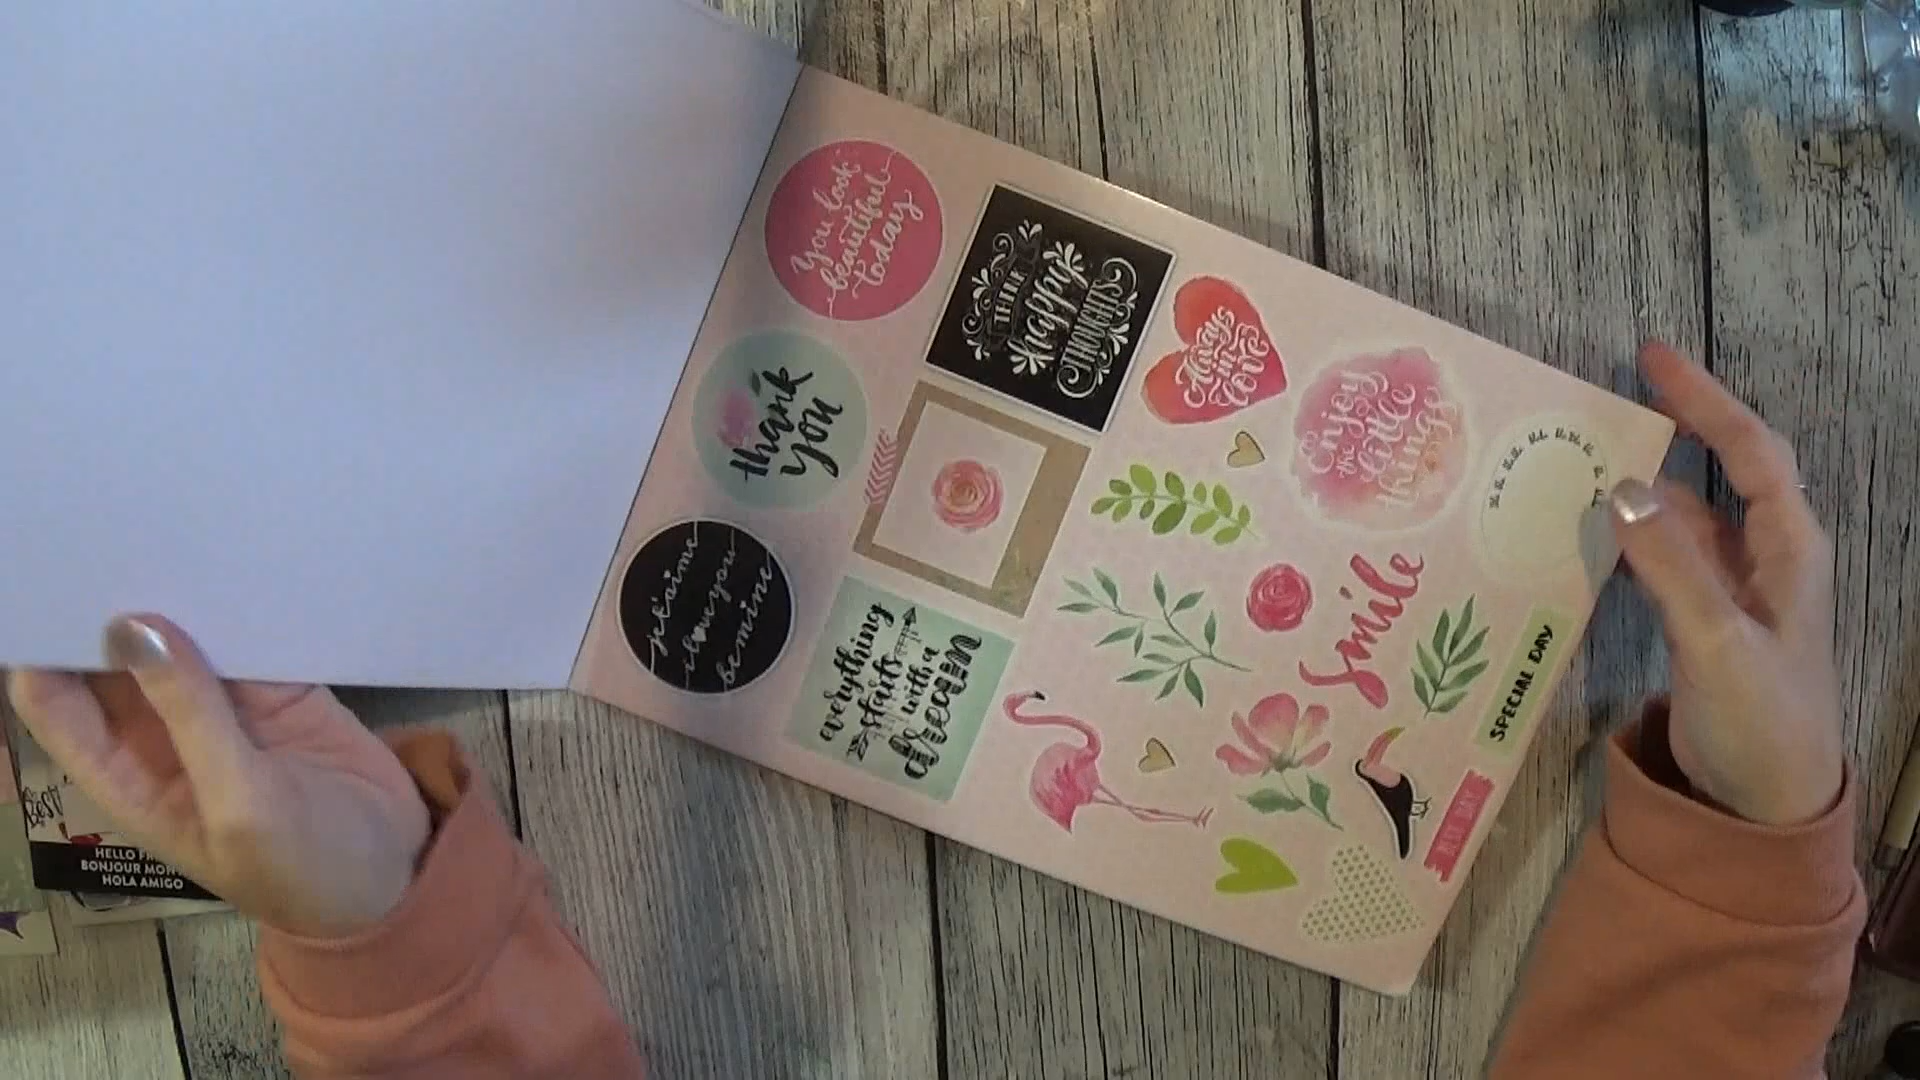 You look
beautiful
today
THINK
happy
THOUGHTS
Always
in
LOVE
Enjoy
the
little
things
thank
you
je t'aime
i love you
be mine
everything
starts
with a
dream
smile
SPECIAL DAY
HELLO
BONJOUR MON
HOLA AMIGO